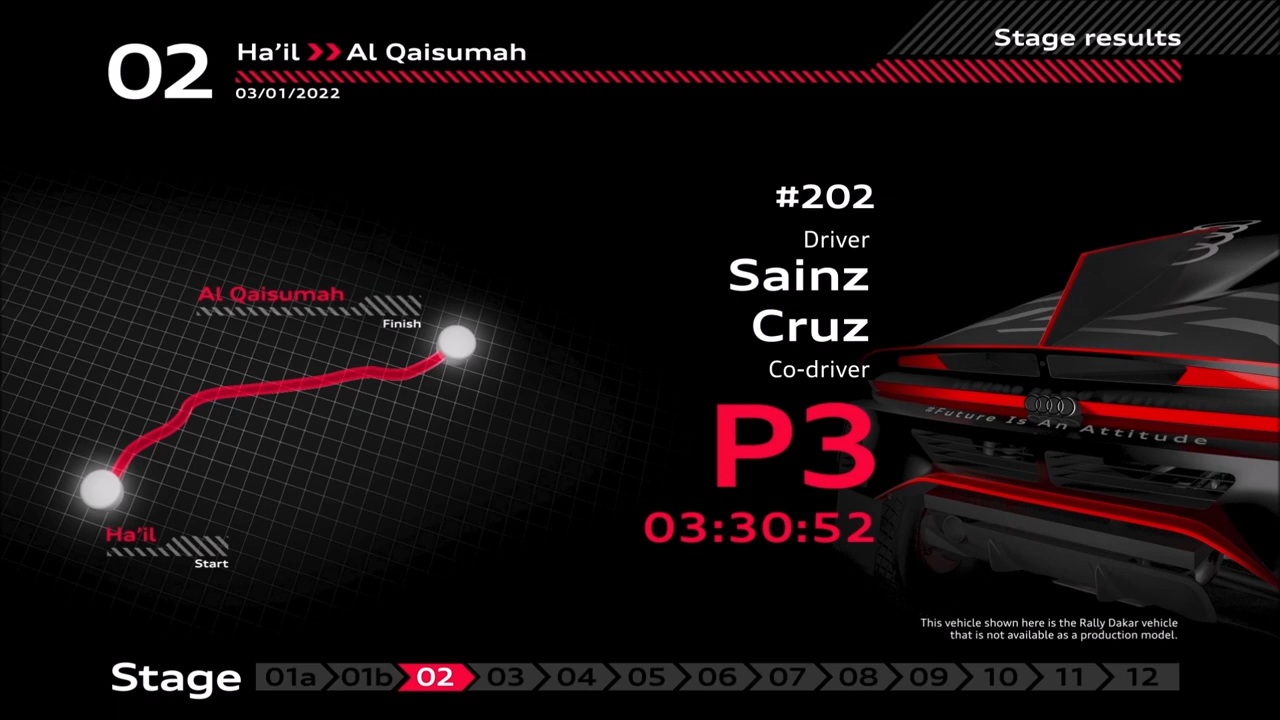 02
Ha’il >> Al Qaisumah
03/01/2022
Stage results
#202
Driver
Sainz
Cruz
Co-driver
P3
03:30:52
Al Qaisumah
Finish
Ha’il
Start
#Future Is An Attitude
This vehicle shown here is the Rally Dakar vehicle
that is not available as a production model.
Stage 01a 01b 02 03 04 05 06 07 08 09 10 11 12